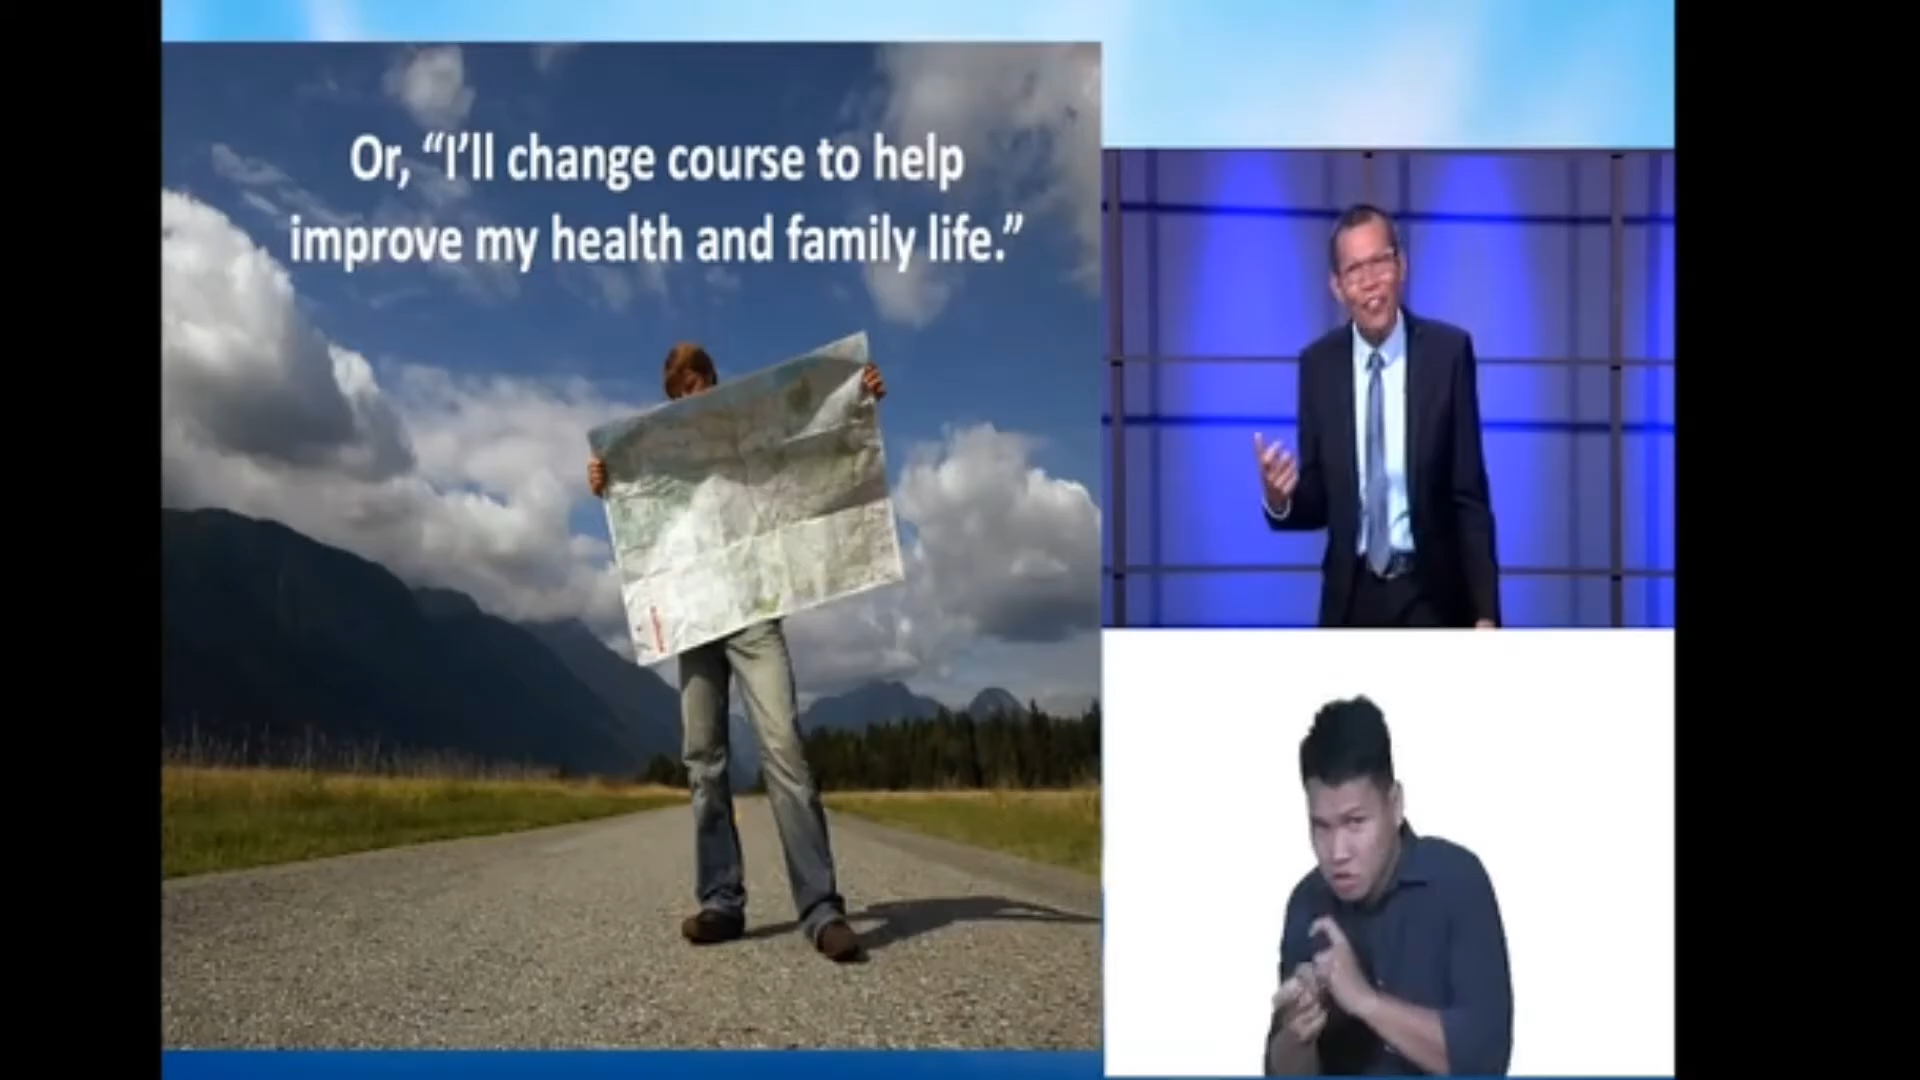 Or, “I’ll change course to help
improve my health and family life.”